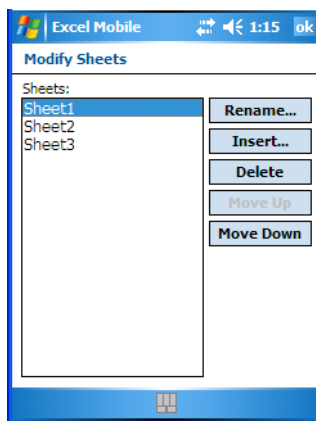 Excel Mobile 1:15 ok
Modify Sheets
Sheets:
Sheet1
Sheet2
Sheet3
Rename...
Insert...
Delete
Move Up
Move Down